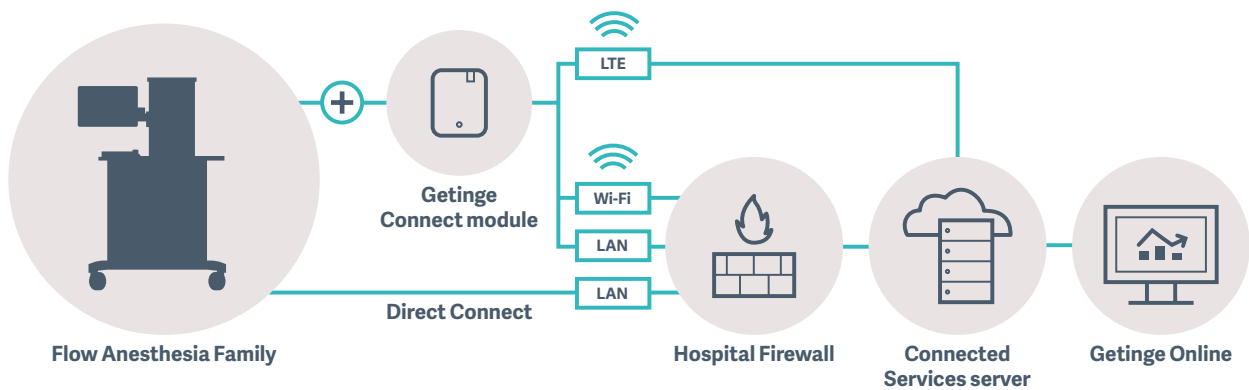 LTE
Wi-Fi
LAN
LAN
Getinge
Connect module
Direct Connect
Flow Anesthesia Family
Hospital Firewall
Connected
Services server
Getinge Online